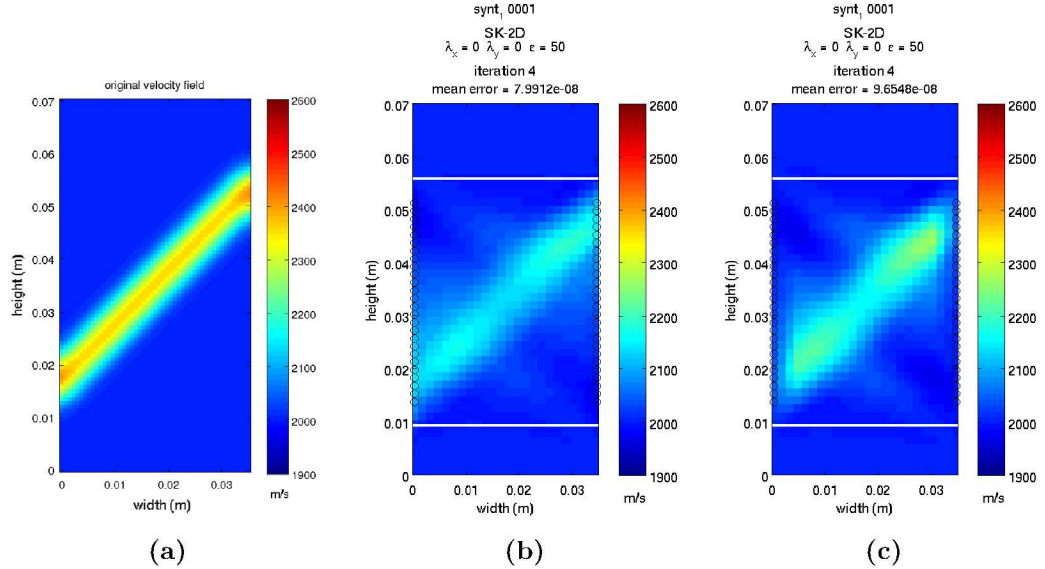 original velocity field
0.07
0.06
0.05
0.04
0.03
0.02
0.01
0
0 0.01 0.02 0.03
width (m)
height (m)
2600
2500
2400
2300
2200
2100
2000
1900
m/s
(a)
synt₁ 0001
SK-2D
λx = 0 λy = 0 ε = 50
iteration 4
mean error = 7.9912e-08
0.07
0.06
0.05
0.04
0.03
0.02
0.01
0
0 0.01 0.02 0.03
width (m)
height (m)
2600
2500
2400
2300
2200
2100
2000
1900
m/s
(b)
synt₁ 0001
SK-2D
λx = 0 λy = 0 ε = 50
iteration 4
mean error = 9.6548e-08
0.07
0.06
0.05
0.04
0.03
0.02
0.01
0
0 0.01 0.02 0.03
width (m)
height (m)
2600
2500
2400
2300
2200
2100
2000
1900
m/s
(c)